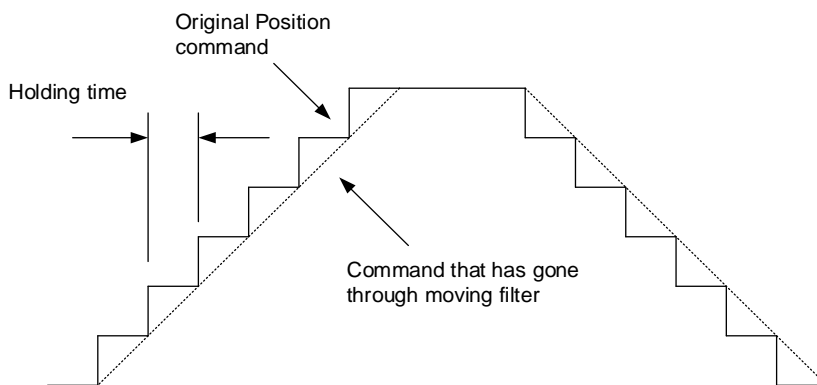 Original Position
command
Holding time
Command that has gone
through moving filter